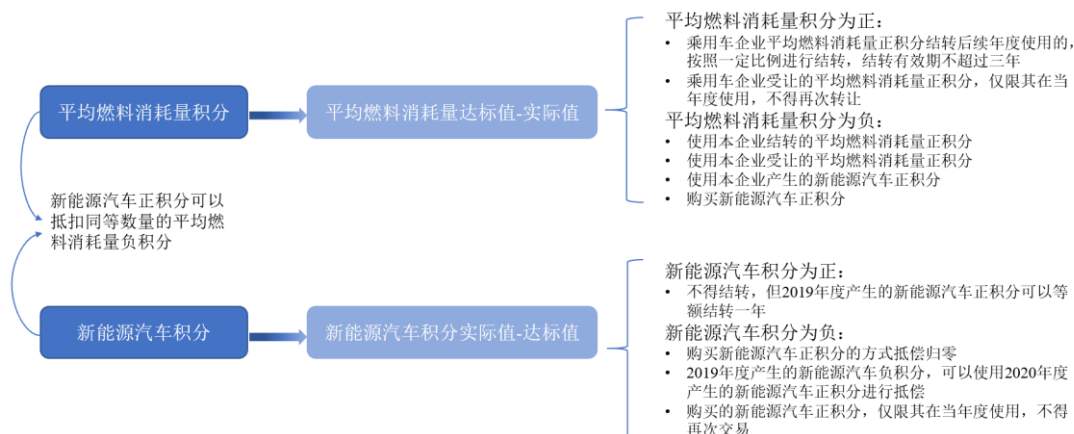 平均燃料消耗量积分
平均燃料消耗量达标值-实际值
平均燃料消耗量积分为正：
• 乘用车企业平均燃料消耗量正积分结转后续年度使用的，
按照一定比例进行结转，结转有效期不超过三年
• 乘用车企业受让的平均燃料消耗量正积分，仅限其在当
年度使用，不得再次转让
平均燃料消耗量积分为负：
• 使用本企业结转的平均燃料消耗量正积分
• 使用本企业受让的平均燃料消耗量正积分
• 使用本企业产生的新能源汽车正积分
• 购买新能源汽车正积分
新能源汽车正积分可以
抵扣同等数量的平均燃
料消耗量负积分
新能源汽车积分
新能源汽车积分实际值-达标值
新能源汽车积分为正：
• 不得结转，但2019年度产生的新能源汽车正积分可以等
额结转一年
新能源汽车积分为负：
• 购买新能源汽车正积分的方式抵偿归零
• 2019年度产生的新能源汽车负积分，可以使用2020年度
产生的新能源汽车正积分进行抵偿
• 购买的新能源汽车正积分，仅限其在当年度使用，不得
再次交易